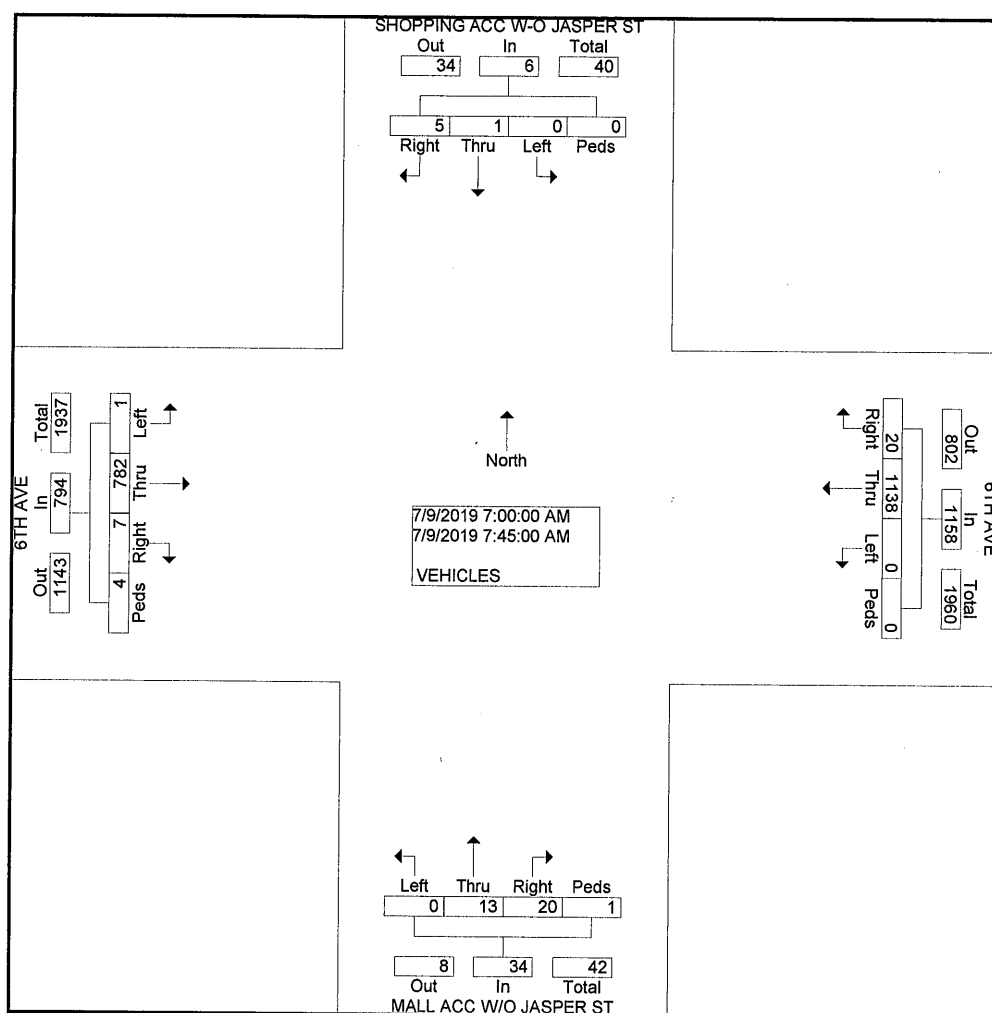 SHOPPING ACC W-O JASPER ST
Out In Total
34 6 40
5 1 0 0
Right Thru Left Peds
6TH AVE
Total In Out
1937 794 1143
1 782 7 4
Left Thru Right Peds
North
7/9/2019 7:00:00 AM
7/9/2019 7:45:00 AM
VEHICLES
Right Thru Left Peds
20 1138 0 0
Out In Total
802 1158 1960
6TH AVE
Left Thru Right Peds
0 13 20 1
8 34 42
Out In Total
MALL ACC W/O JASPER ST